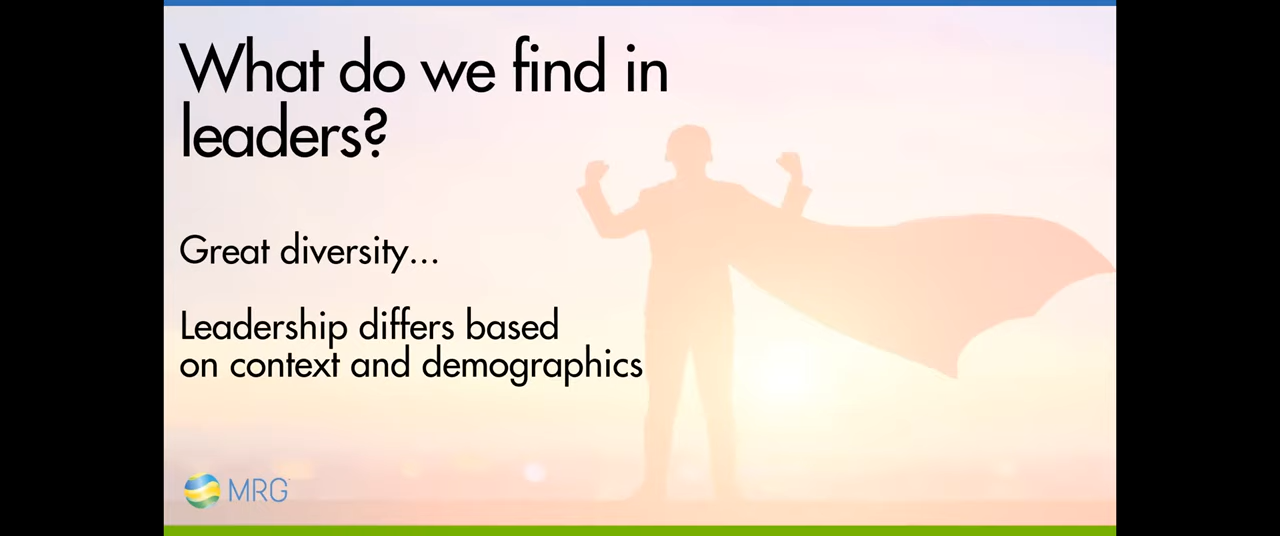 What do we find in
leaders?
Great diversity...
Leadership differs based
on context and demographics
MRG